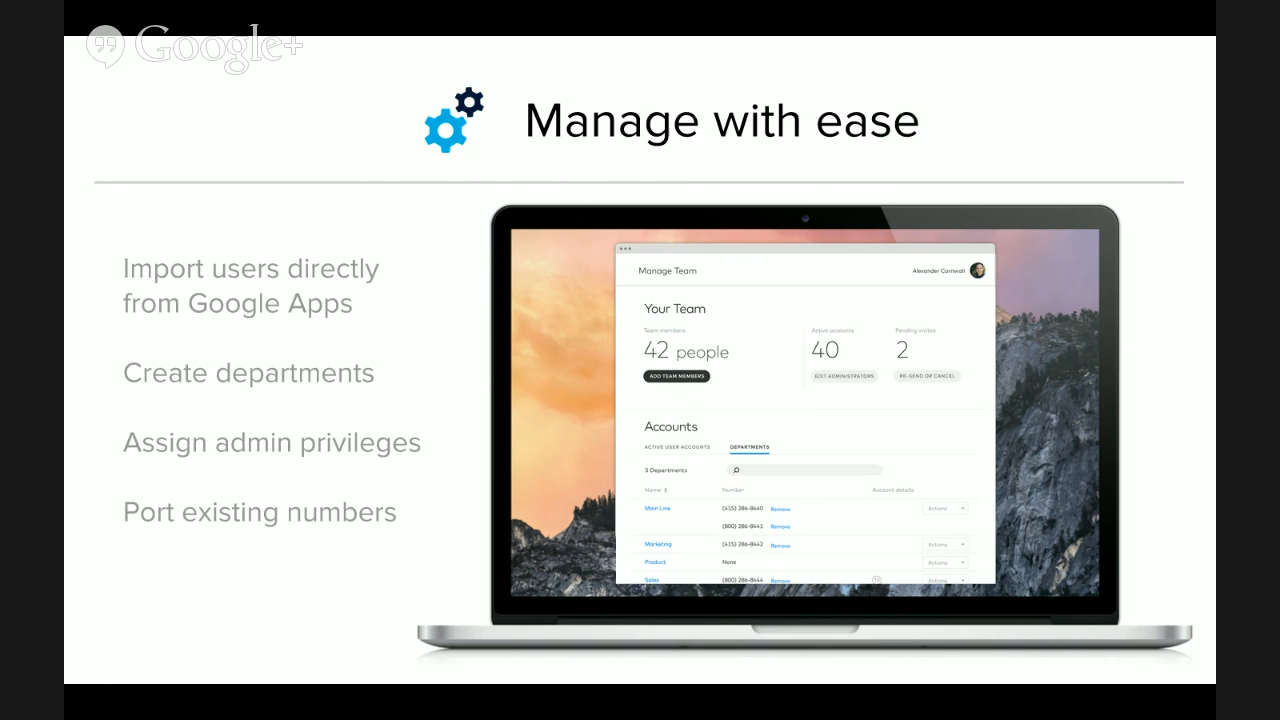 Google+
Manage with ease
Import users directly
from Google Apps
Create departments
Assign admin privileges
Port existing numbers
Manage Team
Alexander Cornwall
Your Team
Team members
Active accounts
Pending invites
42 people
40
2
ADD TEAM MEMBERS
EDIT ADMINISTRATORS
RE-SEND OR CANCEL
Accounts
ACTIVE USER ACCOUNTS
DEPARTMENTS
3 Departments
Name
Number
Account details
Main Line
(415) 286-8440
Remove
Actions
(800) 286-8441
Remove
Marketing
(415) 286-8442
Remove
Actions
Product
None
Actions
Sales
(800) 286-8444
Remove
Actions